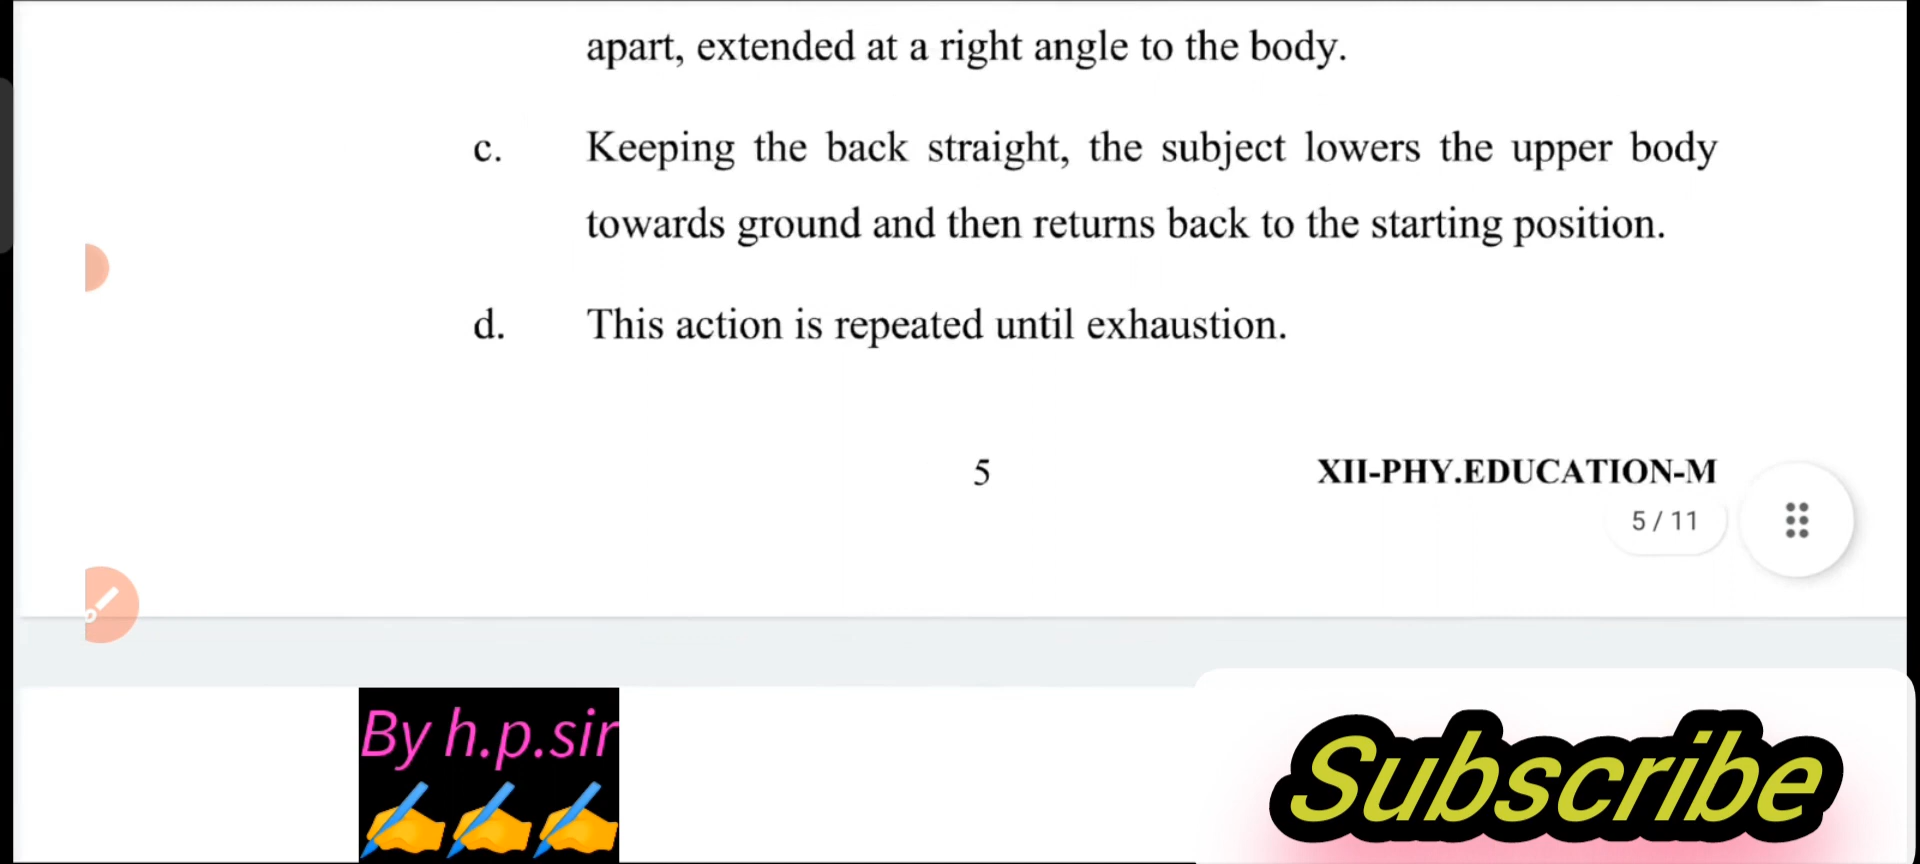 apart, extended at a right angle to the body.
c. Keeping the back straight, the subject lowers the upper body
towards ground and then returns back to the starting position.
d. This action is repeated until exhaustion.
5 XII-PHY.EDUCATION-M
5 / 11
By h.p.sir
✍✍✍
Subscribe